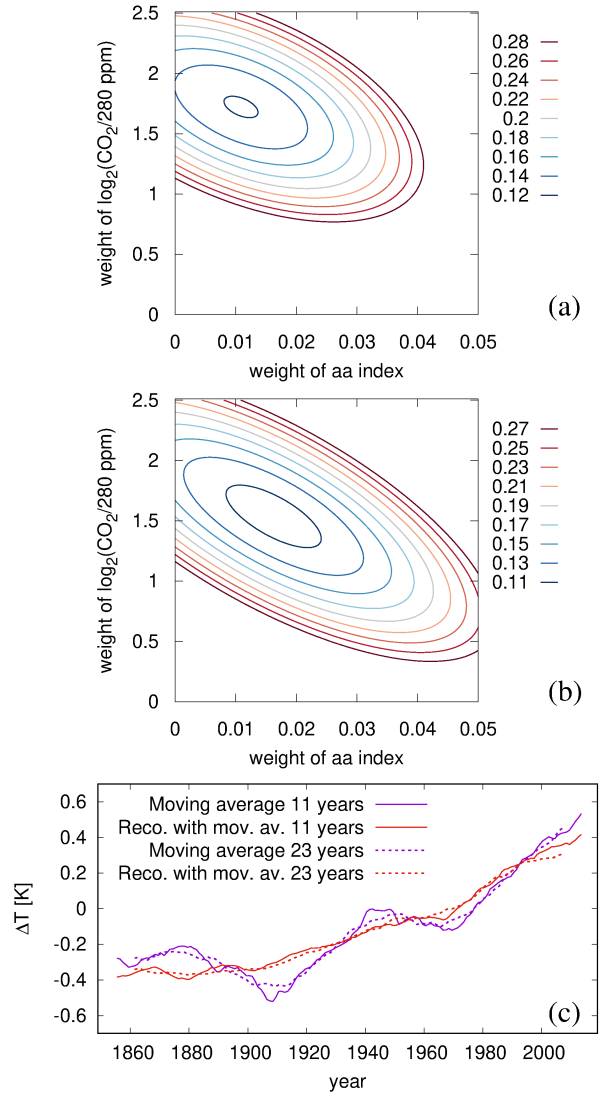 weight of log2(CO2/280 ppm)
2.5
2
1.5
1
0.5
0
0 0.01 0.02 0.03 0.04 0.05
weight of aa index
0.28
0.26
0.24
0.22
0.2
0.18
0.16
0.14
0.12
(a)
weight of log2(CO2/280 ppm)
2.5
2
1.5
1
0.5
0
0 0.01 0.02 0.03 0.04 0.05
weight of aa index
0.27
0.25
0.23
0.21
0.19
0.17
0.15
0.13
0.11
(b)
ΔT [K]
0.6
0.4
0.2
0
-0.2
-0.4
-0.6
Moving average 11 years
Reco. with mov. av. 11 years
Moving average 23 years
Reco. with mov. av. 23 years
(c)
1860 1880 1900 1920 1940 1960 1980 2000
year